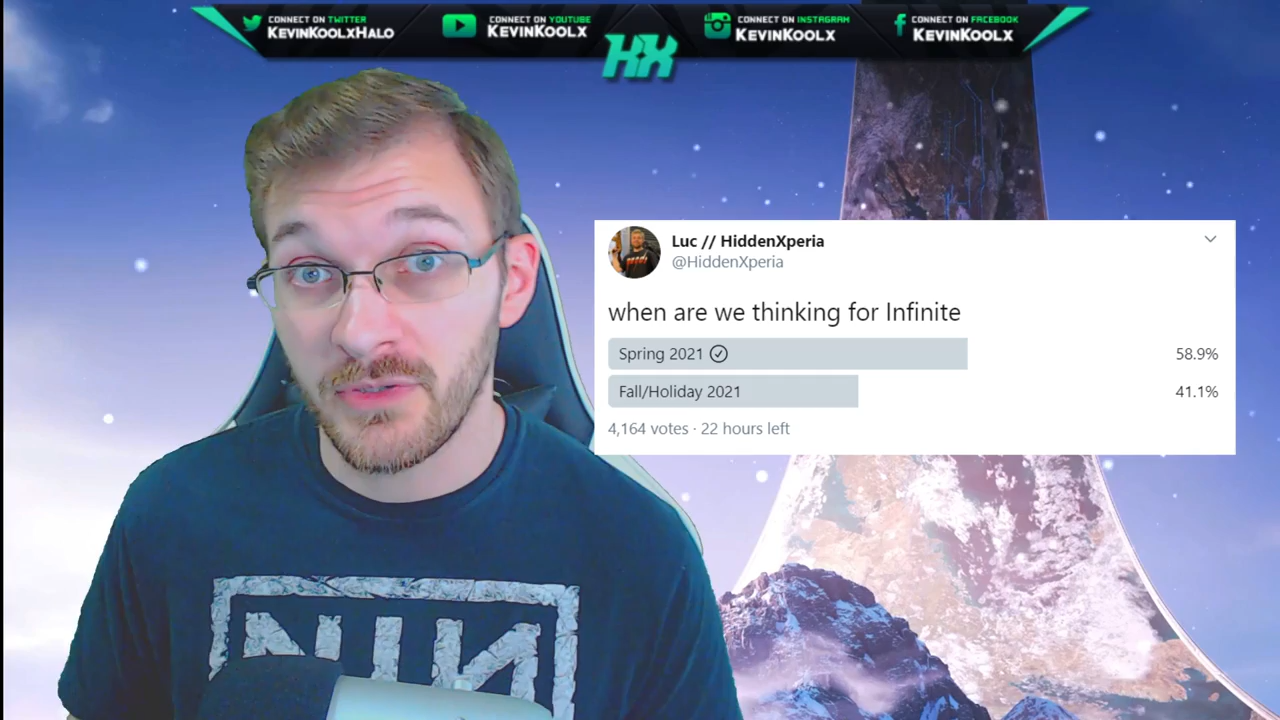 CONNECT ON TWITTER
KEVINKOOLXHALO
CONNECT ON YOUTUBE
KEVINKOOLX
KX
CONNECT ON INSTAGRAM
KEVINKOOLX
CONNECT ON FACEBOOK
KEVINKOOLX
Luc // HiddenXperia
@HiddenXperia
when are we thinking for Infinite
Spring 2021 58.9%
Fall/Holiday 2021 41.1%
4,164 votes · 22 hours left
NIN